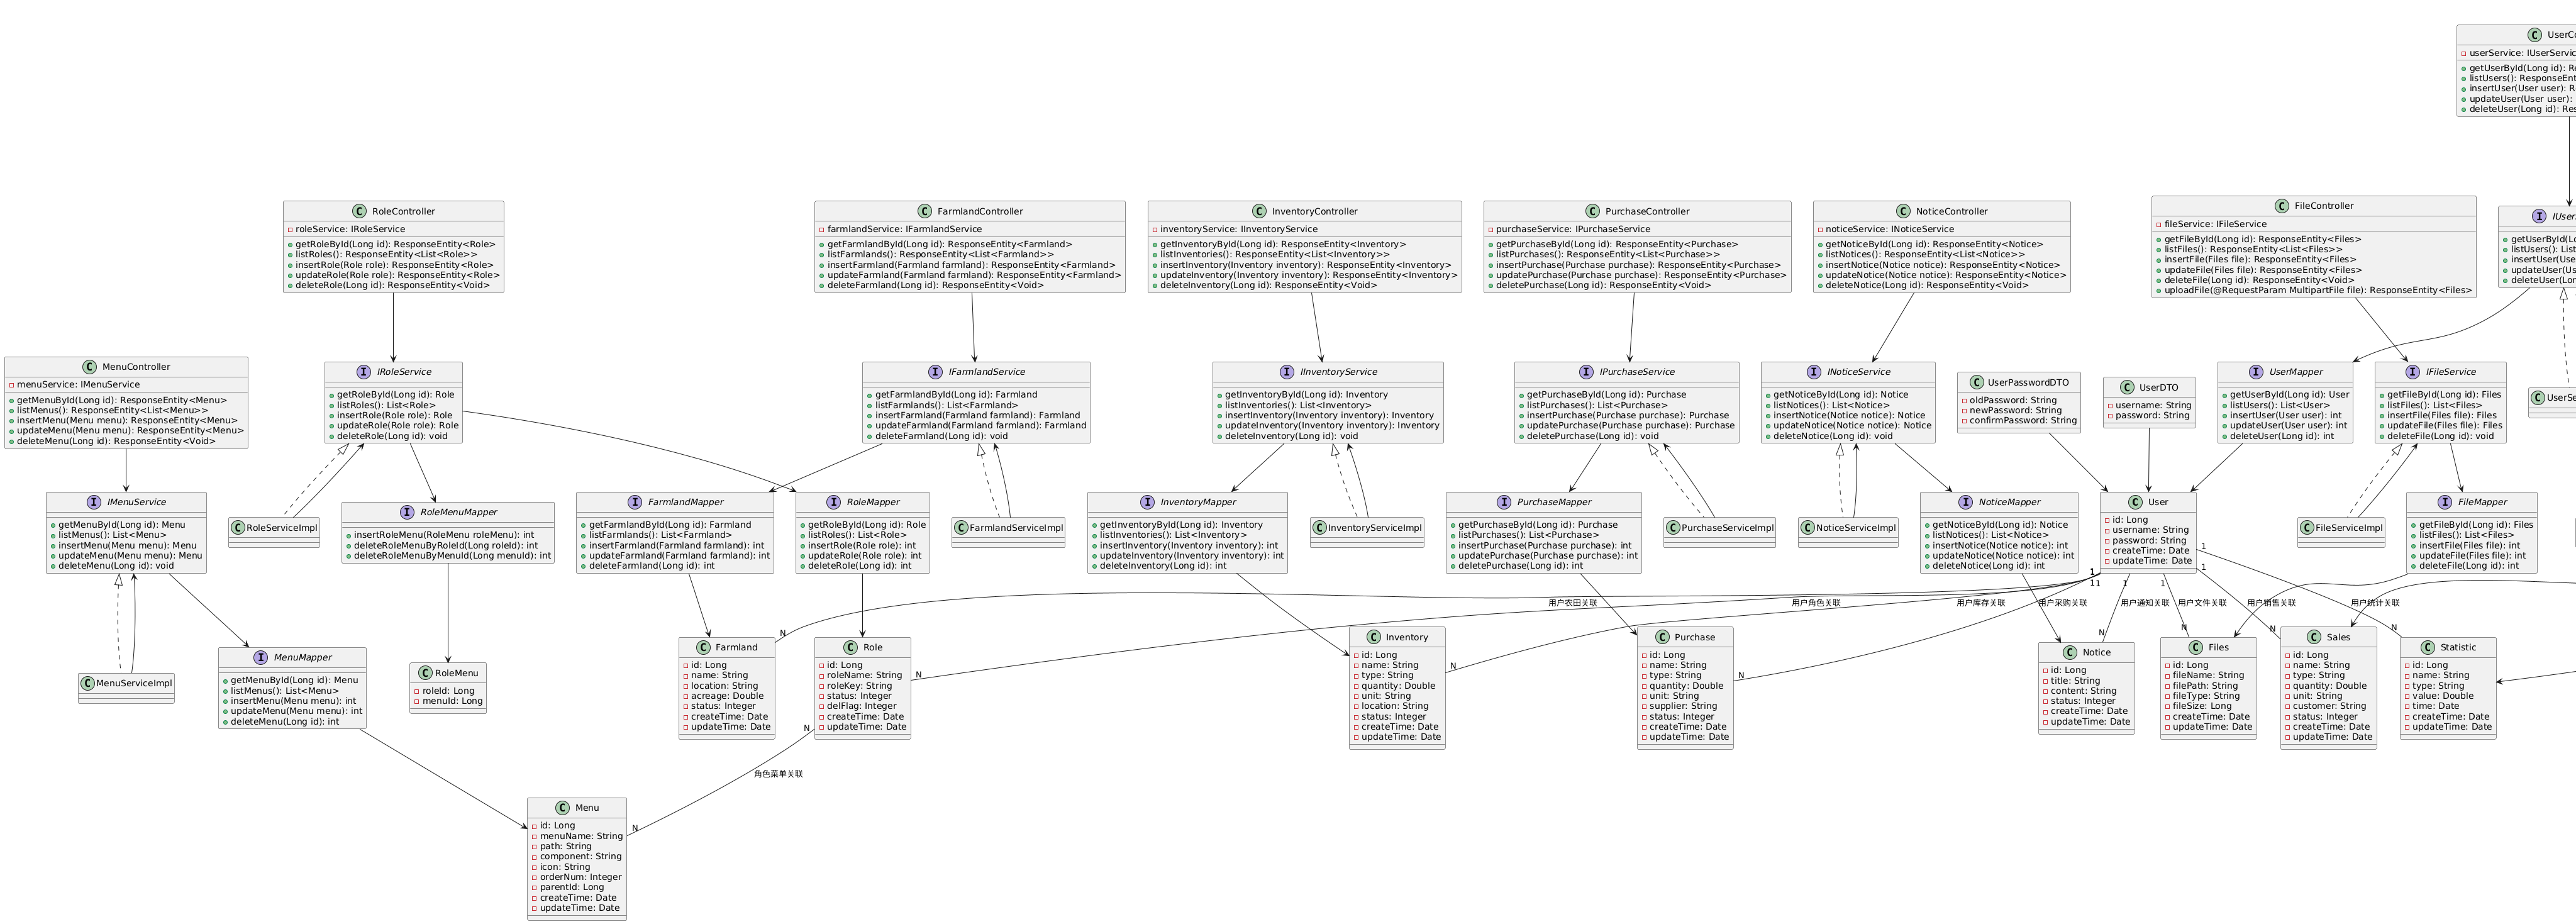 UserCo
userService: IUserServic
getUserById(Long id): Re
listUsers(): ResponseEnt
insertUser(User user): R
updateUser(User user):
deleteUser(Long id): Res
RoleController
roleService: IRoleService
getRoleById(Long id): ResponseEntity<Role>
listRoles(): ResponseEntity<List<Role>>
insertRole(Role role): ResponseEntity<Role>
updateRole(Role role): ResponseEntity<Role>
deleteRole(Long id): ResponseEntity<Void>
FarmlandController
farmlandService: IFarmlandService
getFarmlandById(Long id): ResponseEntity<Farmland>
listFarmlands(): ResponseEntity<List<Farmland>>
insertFarmland(Farmland farmland): ResponseEntity<Farmland>
updateFarmland(Farmland farmland): ResponseEntity<Farmland>
deleteFarmland(Long id): ResponseEntity<Void>
InventoryController
inventoryService: IInventoryService
getInventoryById(Long id): ResponseEntity<Inventory>
listInventories(): ResponseEntity<List<Inventory>>
insertInventory(Inventory inventory): ResponseEntity<Inventory>
updateInventory(Inventory inventory): ResponseEntity<Inventory>
deleteInventory(Long id): ResponseEntity<Void>
PurchaseController
purchaseService: IPurchaseService
getPurchaseById(Long id): ResponseEntity<Purchase>
listPurchases(): ResponseEntity<List<Purchase>>
insertPurchase(Purchase purchase): ResponseEntity<Purchase>
updatePurchase(Purchase purchase): ResponseEntity<Purchase>
deletePurchase(Long id): ResponseEntity<Void>
NoticeController
noticeService: INoticeService
getNoticeById(Long id): ResponseEntity<Notice>
listNotices(): ResponseEntity<List<Notice>>
insertNotice(Notice notice): ResponseEntity<Notice>
updateNotice(Notice notice): ResponseEntity<Notice>
deleteNotice(Long id): ResponseEntity<Void>
FileController
fileService: IFileService
getFileById(Long id): ResponseEntity<Files>
listFiles(): ResponseEntity<List<Files>>
insertFile(Files file): ResponseEntity<Files>
updateFile(Files file): ResponseEntity<Files>
deleteFile(Long id): ResponseEntity<Void>
uploadFile(@RequestParam MultipartFile file): ResponseEntity<Files>
IUser
getUserById(Lo
listUsers(): List
insertUser(Use
updateUser(Us
deleteUser(Lon
MenuController
menuService: IMenuService
getMenuById(Long id): ResponseEntity<Menu>
listMenus(): ResponseEntity<List<Menu>>
insertMenu(Menu menu): ResponseEntity<Menu>
updateMenu(Menu menu): ResponseEntity<Menu>
deleteMenu(Long id): ResponseEntity<Void>
IRoleService
getRoleById(Long id): Role
listRoles(): List<Role>
insertRole(Role role): Role
updateRole(Role role): Role
deleteRole(Long id): void
IFarmlandService
getFarmlandById(Long id): Farmland
listFarmlands(): List<Farmland>
insertFarmland(Farmland farmland): Farmland
updateFarmland(Farmland farmland): Farmland
deleteFarmland(Long id): void
IInventoryService
getInventoryById(Long id): Inventory
listInventories(): List<Inventory>
insertInventory(Inventory inventory): Inventory
updateInventory(Inventory inventory): Inventory
deleteInventory(Long id): void
IPurchaseService
getPurchaseById(Long id): Purchase
listPurchases(): List<Purchase>
insertPurchase(Purchase purchase): Purchase
updatePurchase(Purchase purchase): Purchase
deletePurchase(Long id): void
INoticeService
getNoticeById(Long id): Notice
listNotices(): List<Notice>
insertNotice(Notice notice): Notice
updateNotice(Notice notice): Notice
deleteNotice(Long id): void
UserPasswordDTO
oldPassword: String
newPassword: String
confirmPassword: String
UserDTO
username: String
password: String
UserMapper
getUserById(Long id): User
listUsers(): List<User>
insertUser(User user): int
updateUser(User user): int
deleteUser(Long id): int
IFileService
getFileById(Long id): Files
listFiles(): List<Files>
insertFile(Files file): Files
updateFile(Files file): Files
deleteFile(Long id): void
UserSe
IMenuService
getMenuById(Long id): Menu
listMenus(): List<Menu>
insertMenu(Menu menu): Menu
updateMenu(Menu menu): Menu
deleteMenu(Long id): void
RoleServiceImpl
RoleMenuMapper
insertRoleMenu(RoleMenu roleMenu): int
deleteRoleMenuByRoleId(Long roleId): int
deleteRoleMenuByMenuId(Long menuId): int
FarmlandMapper
getFarmlandById(Long id): Farmland
listFarmlands(): List<Farmland>
insertFarmland(Farmland farmland): int
updateFarmland(Farmland farmland): int
deleteFarmland(Long id): int
RoleMapper
getRoleById(Long id): Role
listRoles(): List<Role>
insertRole(Role role): int
updateRole(Role role): int
deleteRole(Long id): int
FarmlandServiceImpl
InventoryMapper
getInventoryById(Long id): Inventory
listInventories(): List<Inventory>
insertInventory(Inventory inventory): int
updateInventory(Inventory inventory): int
deleteInventory(Long id): int
InventoryServiceImpl
PurchaseMapper
getPurchaseById(Long id): Purchase
listPurchases(): List<Purchase>
insertPurchase(Purchase purchase): int
updatePurchase(Purchase purchase): int
deletePurchase(Long id): int
PurchaseServiceImpl
NoticeServiceImpl
NoticeMapper
getNoticeById(Long id): Notice
listNotices(): List<Notice>
insertNotice(Notice notice): int
updateNotice(Notice notice): int
deleteNotice(Long id): int
User
id: Long
username: String
password: String
createTime: Date
updateTime: Date
FileServiceImpl
FileMapper
getFileById(Long id): Files
listFiles(): List<Files>
insertFile(Files file): int
updateFile(Files file): int
deleteFile(Long id): int
1
1
1
1
1
1
1
用户农田关联
用户角色关联
用户库存关联
用户采购关联
用户通知关联
用户文件关联
用户销售关联
用户统计关联
N
N
N
N
N
N
N
N
MenuServiceImpl
MenuMapper
getMenuById(Long id): Menu
listMenus(): List<Menu>
insertMenu(Menu menu): int
updateMenu(Menu menu): int
deleteMenu(Long id): int
RoleMenu
roleId: Long
menuId: Long
Farmland
id: Long
name: String
location: String
acreage: Double
status: Integer
createTime: Date
updateTime: Date
Role
id: Long
roleName: String
roleKey: String
status: Integer
delFlag: Integer
createTime: Date
updateTime: Date
Inventory
id: Long
name: String
type: String
quantity: Double
unit: String
location: String
status: Integer
createTime: Date
updateTime: Date
Purchase
id: Long
name: String
type: String
quantity: Double
unit: String
supplier: String
status: Integer
createTime: Date
updateTime: Date
Notice
id: Long
title: String
content: String
status: Integer
createTime: Date
updateTime: Date
Files
id: Long
fileName: String
filePath: String
fileType: String
fileSize: Long
createTime: Date
updateTime: Date
Sales
id: Long
name: String
type: String
quantity: Double
unit: String
customer: String
status: Integer
createTime: Date
updateTime: Date
Statistic
id: Long
name: String
type: String
value: Double
time: Date
createTime: Date
updateTime: Date
N
角色菜单关联
N
Menu
id: Long
menuName: String
path: String
component: String
icon: String
orderNum: Integer
parentId: Long
createTime: Date
updateTime: Date